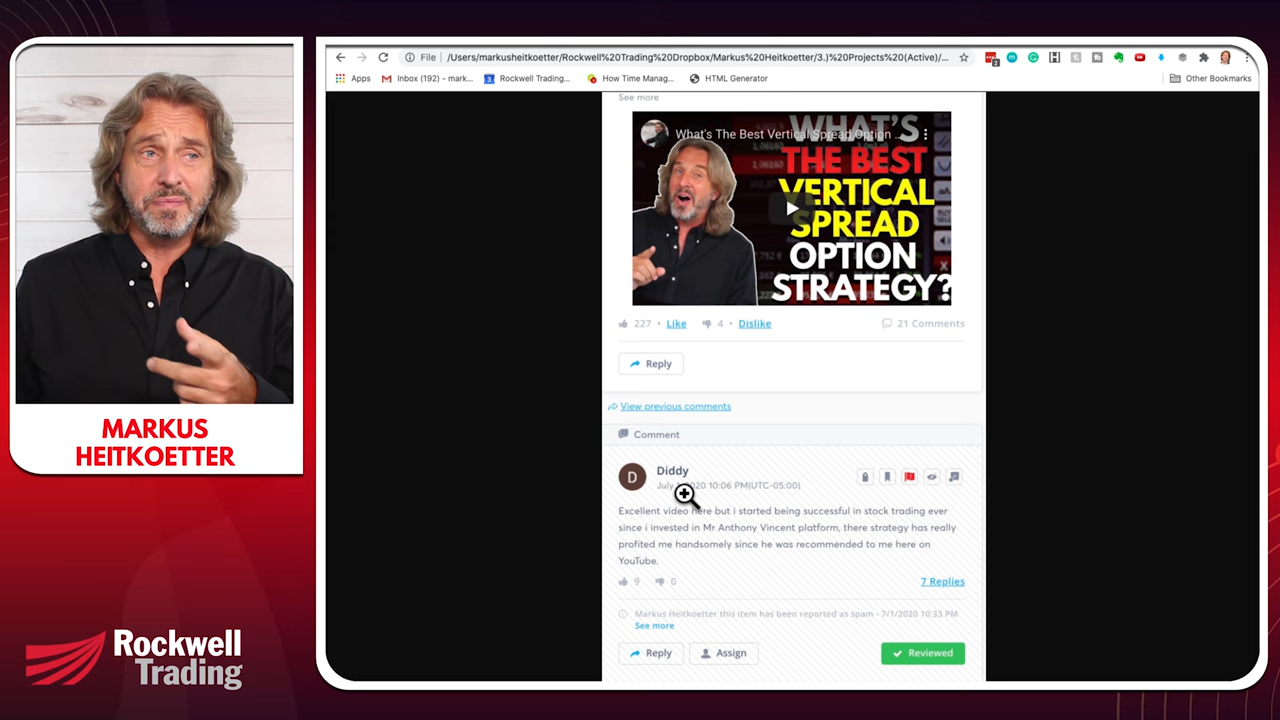 MARKUS
HEITKOETTER
Rockwell
Trading
File
/Users/markusheitkoetter/Rockwell%20Trading%20Dropbox/Markus%20Heitkoetter/3.)%20Projects%20(Active)/...
Apps
Inbox (192) - mark...
Rockwell Trading...
How Time Manag...
HTML Generator
Other Bookmarks
See more
What's The Best Vertical Spread Option ...
WHAT'S
THE BEST
VERTICAL
SPREAD
OPTION
STRATEGY?
227 • Like 4 • Dislike 21 Comments
Reply
View previous comments
Comment
D
Diddy
July 2020 10:06 PM(UTC-05:00)
Excellent video here but i started being successful in stock trading ever
since i invested in Mr Anthony Vincent platform, there strategy has really
profited me handsomely since he was recommended to me here on
YouTube.
9 0 7 Replies
Markus Heitkoetter this item has been reported as spam - 7/1/2020 10:33 PM
See more
Reply Assign Reviewed